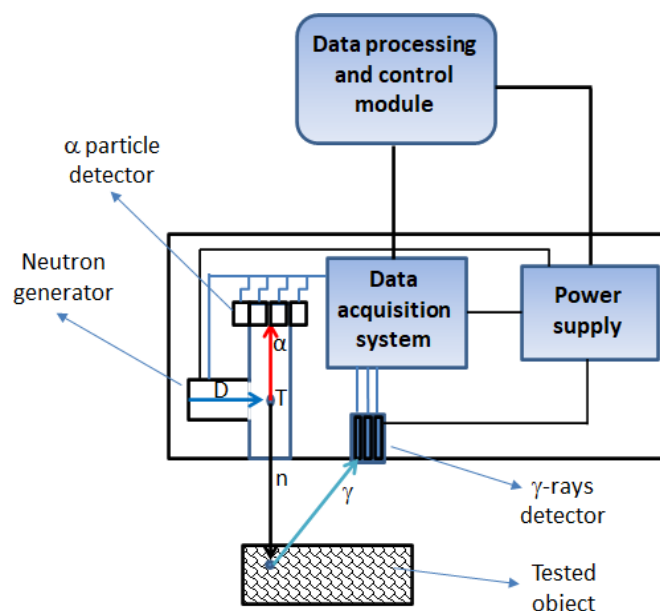 Data processing
and control
module
α particle
detector
Neutron
generator
Data
acquisition
system
Power
supply
α
D
T
n
γ
γ-rays
detector
Tested
object